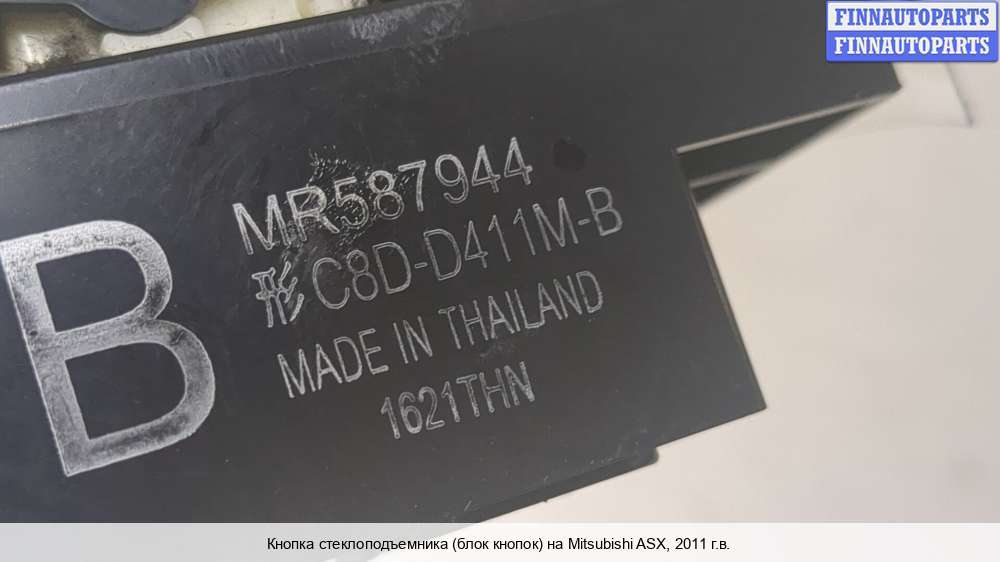 FINNAUTOPARTS
FINNAUTOPARTS
B
MR587944
形 C8D-D411M-B
MADE IN THAILAND
1621THN
Кнопка стеклоподъемника (блок кнопок) на Mitsubishi ASX, 2011 г.в.